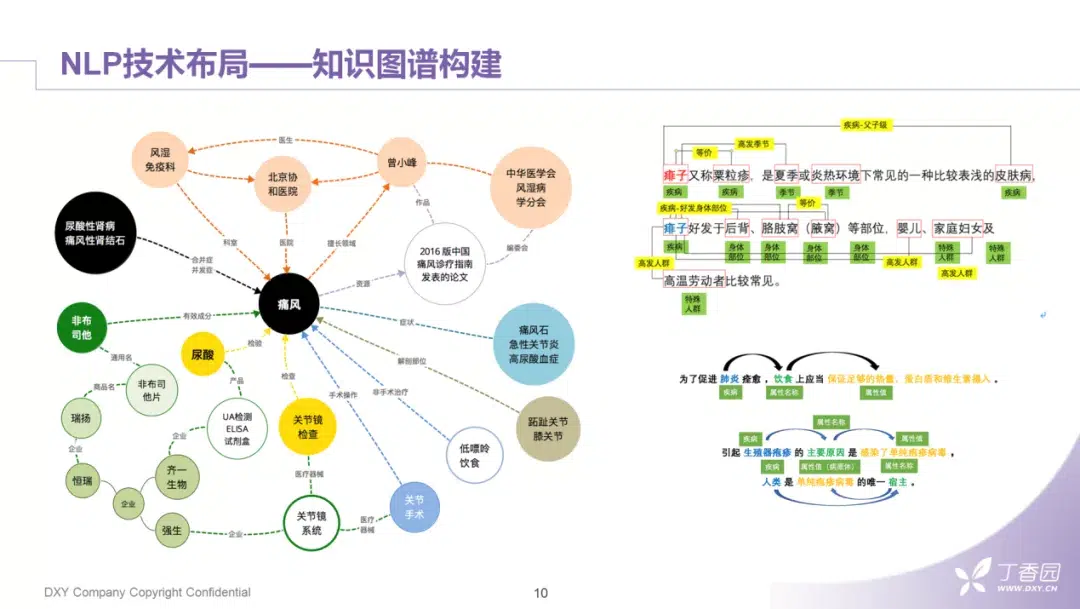 NLP技术布局——知识图谱构建
医生
风湿
免疫科
北京协
和医院
曾小峰
中华医学会
风湿病
学分会
作品
编委会
尿酸性肾病
痛风性肾结石
科室
医院
擅长领域
2016 版中国
痛风诊疗指南
发表的论文
合并症
并发症
资源
痛风
非布
司他
有效成分
症状
痛风石
急性关节炎
高尿酸血症
尿酸
检验
通用名
解剖部位
检查
产品
手术操作
非手术治疗
商品名
非布司
他片
瑞扬
UA检测
ELISA
试剂盒
关节镜
检查
跖趾关节
膝关节
企业
企业
低嘌呤
饮食
恒瑞
齐一
生物
医疗器械
企业
关节
手术
强生
企业
关节镜
系统
医疗
器械
疾病-父子级
高发季节
等价
痱子又称粟粒疹，是夏季或炎热环境下常见的一种比较表浅的皮肤病，
疾病 疾病 季节 季节 疾病
疾病-好发身体部位 等价
痱子好发于后背、胳肢窝（腋窝）等部位，婴儿、家庭妇女及
疾病 身体部位 身体部位 身体部位 身体部位 特殊人群 特殊人群
高发人群 高发人群 高发人群
高温劳动者比较常见。
特殊
人群
为了促进 肺炎 痊愈 ，饮食 上应当 保证足够的热量、蛋白质和维生素摄入 。
疾病 属性名称 属性值
属性名称
疾病 属性值
引起 生殖器疱疹 的 主要原因 是 感染了单纯疱疹病毒 ，
疾病 属性值（病原体） 属性名称
人类 是 单纯疱疹病毒 的唯一 宿主 。
DXY Company Copyright Confidential
10
丁香园
WWW.DXY.CN